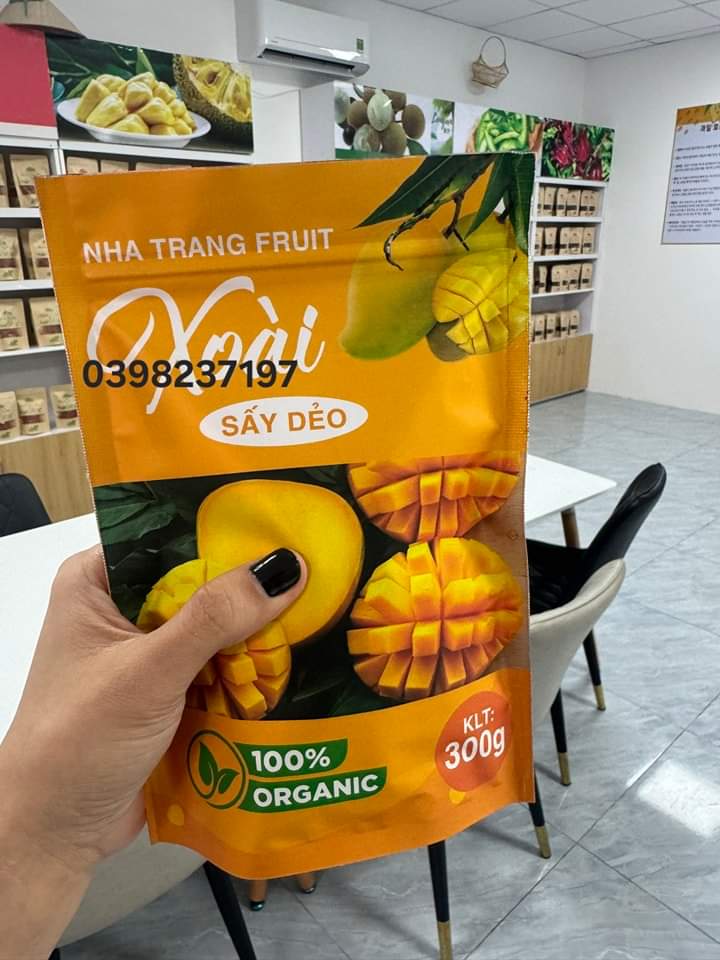 NHA TRANG FRUIT
Xoài
0398237197
SẤY DẺO
100%
ORGANIC
KLT:
300g